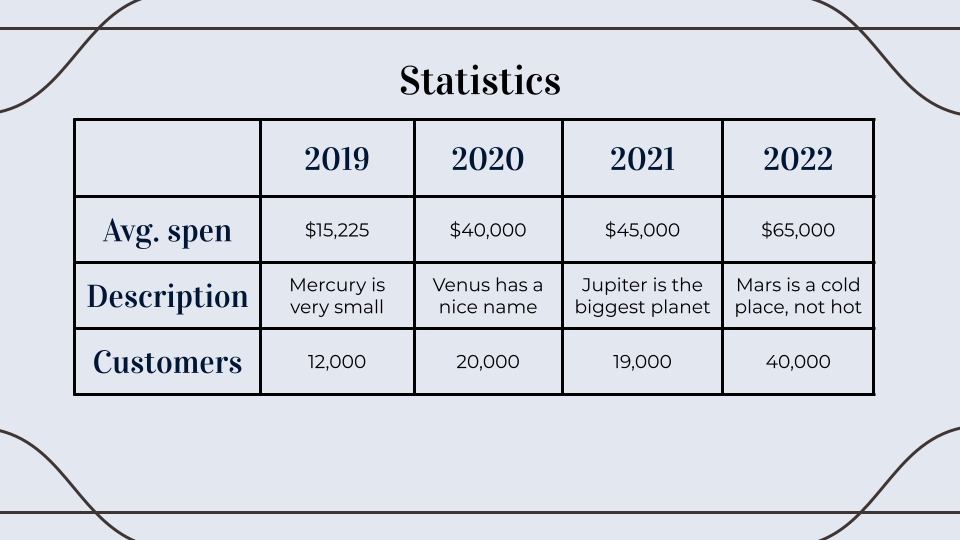 Statistics
2019 2020 2021 2022
Avg. spen $15,225 $40,000 $45,000 $65,000
Description Mercury is very small Venus has a nice name Jupiter is the biggest planet Mars is a cold place, not hot
Customers 12,000 20,000 19,000 40,000